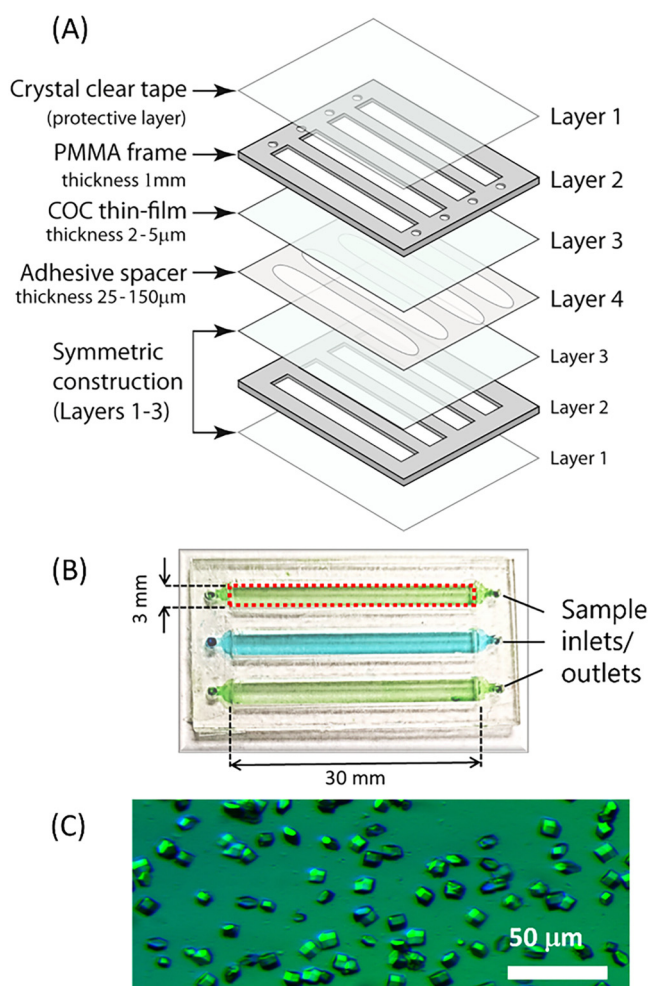 (A)
Crystal clear tape
(protective layer)
Layer 1
PMMA frame
thickness 1mm
Layer 2
COC thin-film
thickness 2-5μm
Layer 3
Adhesive spacer
thickness 25-150μm
Layer 4
Symmetric
construction
(Layers 1-3)
Layer 3
Layer 2
Layer 1
(B)
3 mm
Sample
inlets/
outlets
30 mm
(C)
50 μm